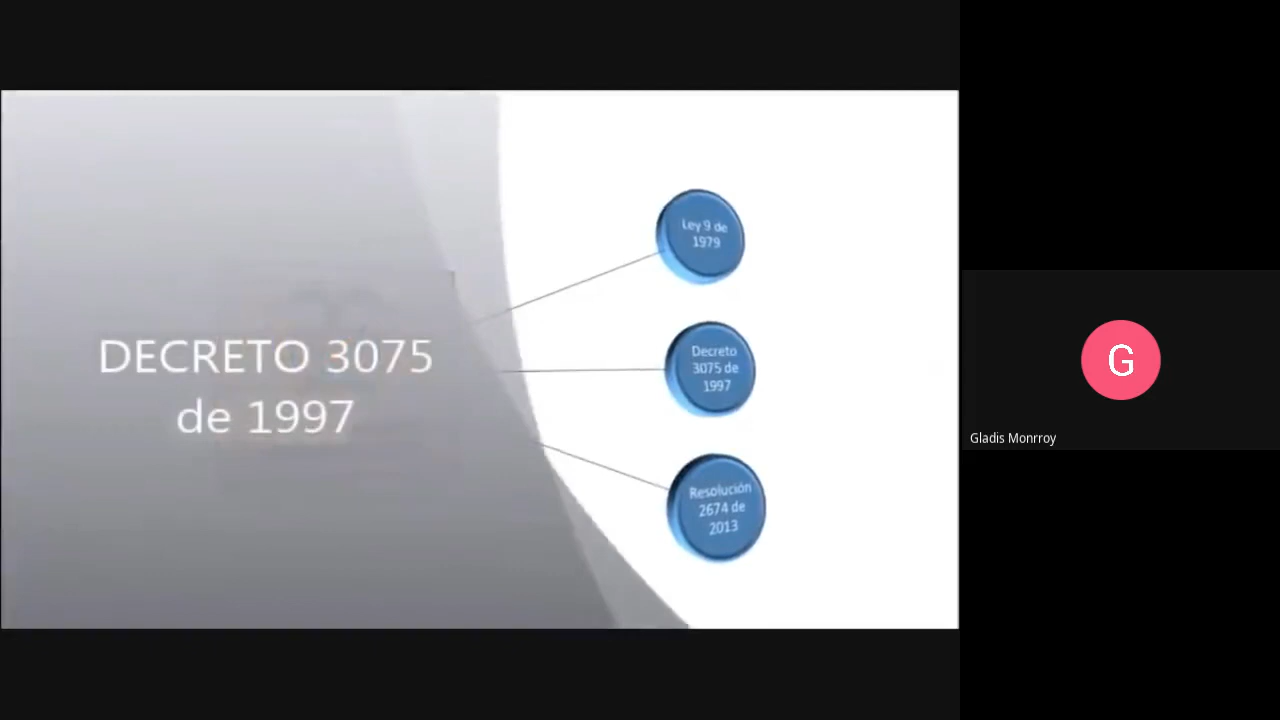 DECRETO 3075
de 1997
Ley 9 de
1979
Decreto
3075 de
1997
Resolución
2674 de
2013
G
Gladis Monrroy